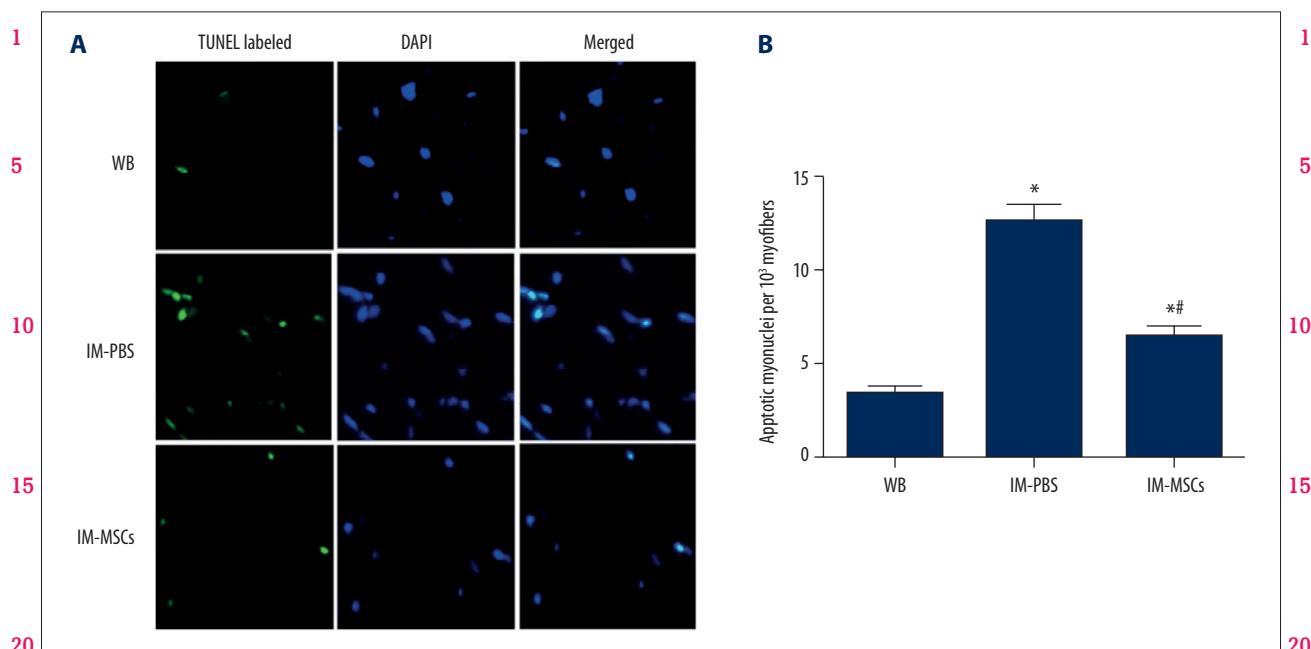 1
5
10
15
20
A
TUNEL labeled DAPI Merged
WB
IM-PBS
IM-MSCs
B
Apptotic myonuclei per 10³ myofibers
15
10
5
0
*
*#
WB IM-PBS IM-MSCs
1
5
10
15
20